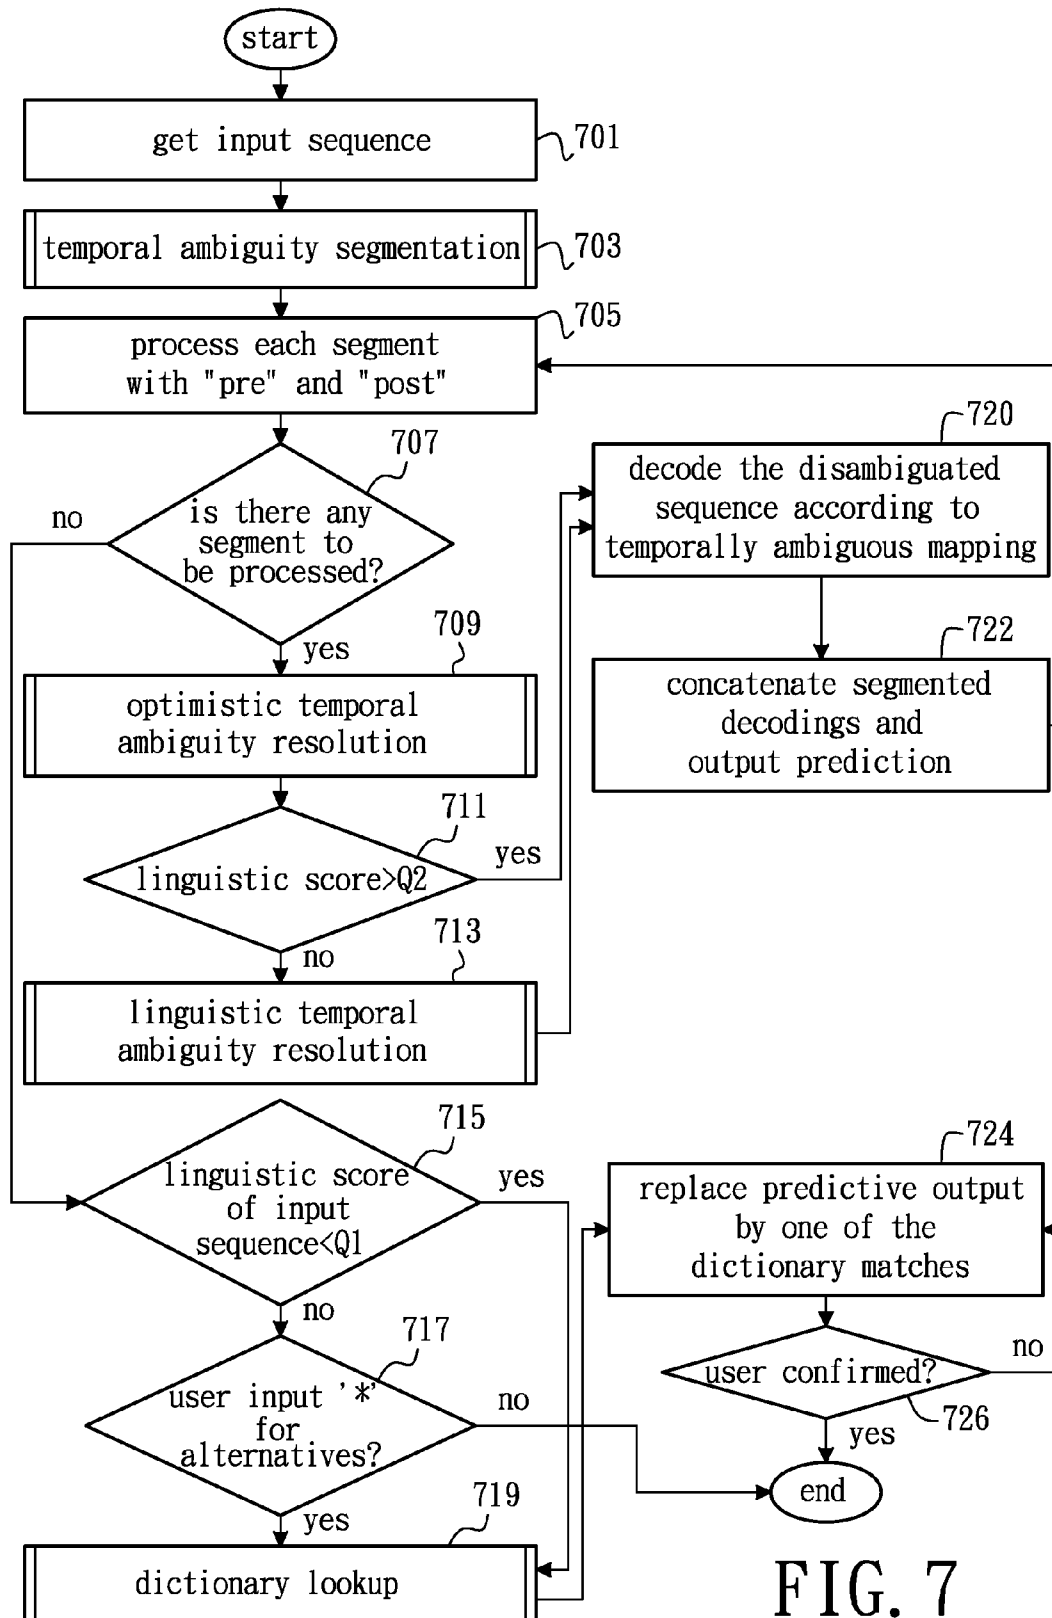 start
get input sequence
701
temporal ambiguity segmentation
703
705
process each segment
with "pre" and "post"
707
no
is there any
segment to
be processed?
yes
709
optimistic temporal
ambiguity resolution
711
yes
linguistic score>Q2
no
713
linguistic temporal
ambiguity resolution
720
decode the disambiguated
sequence according to
temporally ambiguous mapping
722
concatenate segmented
decodings and
output prediction
715
yes
linguistic score
of input
sequence<Q1
no
717
user input '*'
for
alternatives?
no
yes
719
dictionary lookup
724
replace predictive output
by one of the
dictionary matches
no
user confirmed?
726
yes
end
FIG. 7